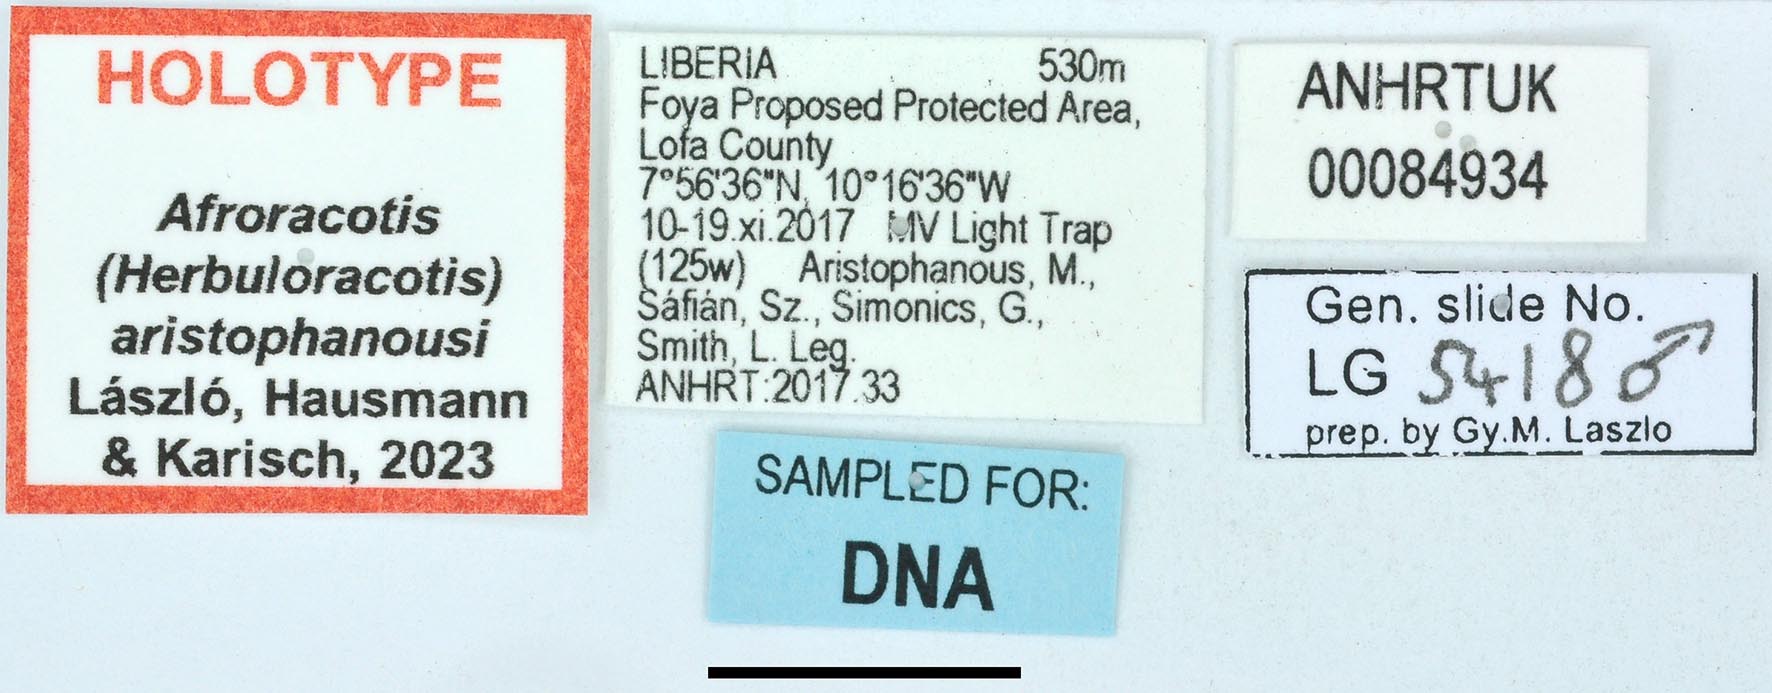 HOLOTYPE
Afroracotis
(Herbuloracotis)
aristophanousi
László, Hausmann
& Karisch, 2023
LIBERIA 530m
Foya Proposed Protected Area,
Lofa County
7°56'36"N, 10°16'36"W
10-19.xi.2017 MV Light Trap
(125w) Aristophanous, M.,
Sáfián, Sz., Simonics, G.,
Smith, L. Leg.
ANHRT:2017.33
ANHRTUK
00084934
Gen. slide No.
LG 5418 ♂
prep. by Gy.M. Laszlo
SAMPLED FOR:
DNA